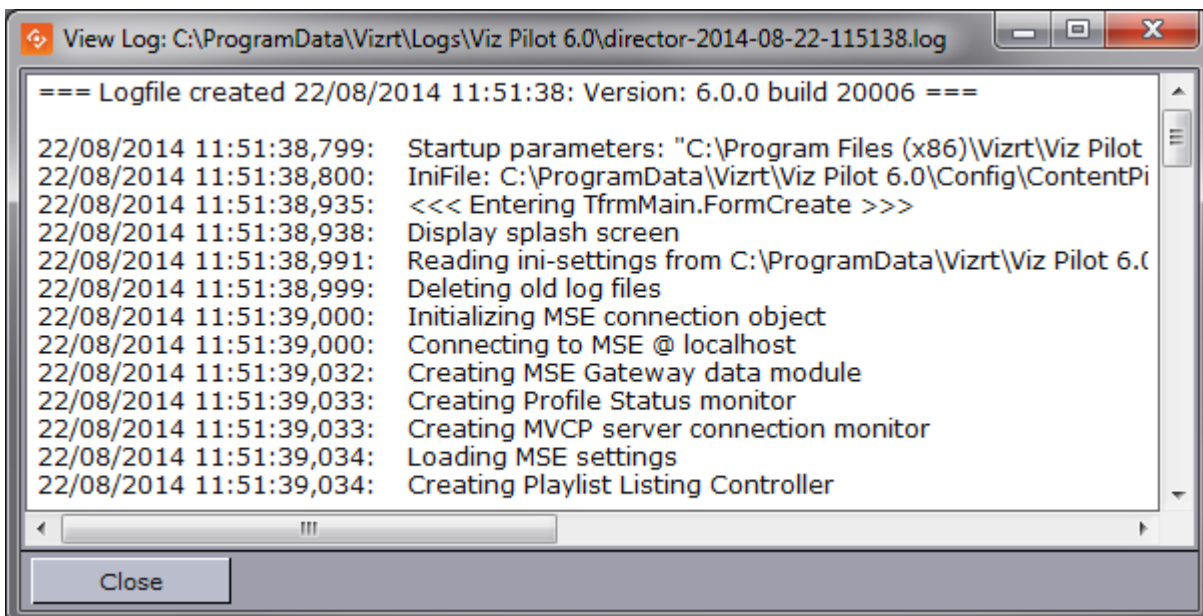 View Log: C:\ProgramData\Vizrt\Logs\Viz Pilot 6.0\director-2014-08-22-115138.log
=== Logfile created 22/08/2014 11:51:38: Version: 6.0.0 build 20006 ===
22/08/2014 11:51:38,799: Startup parameters: "C:\Program Files (x86)\Vizrt\Viz Pilot
22/08/2014 11:51:38,800: IniFile: C:\ProgramData\Vizrt\Viz Pilot 6.0\Config\ContentPi
22/08/2014 11:51:38,935: <<< Entering TfrmMain.FormCreate >>>
22/08/2014 11:51:38,938: Display splash screen
22/08/2014 11:51:38,991: Reading ini-settings from C:\ProgramData\Vizrt\Viz Pilot 6.0
22/08/2014 11:51:38,999: Deleting old log files
22/08/2014 11:51:39,000: Initializing MSE connection object
22/08/2014 11:51:39,000: Connecting to MSE @ localhost
22/08/2014 11:51:39,032: Creating MSE Gateway data module
22/08/2014 11:51:39,033: Creating Profile Status monitor
22/08/2014 11:51:39,033: Creating MVCP server connection monitor
22/08/2014 11:51:39,034: Loading MSE settings
22/08/2014 11:51:39,034: Creating Playlist Listing Controller
Close